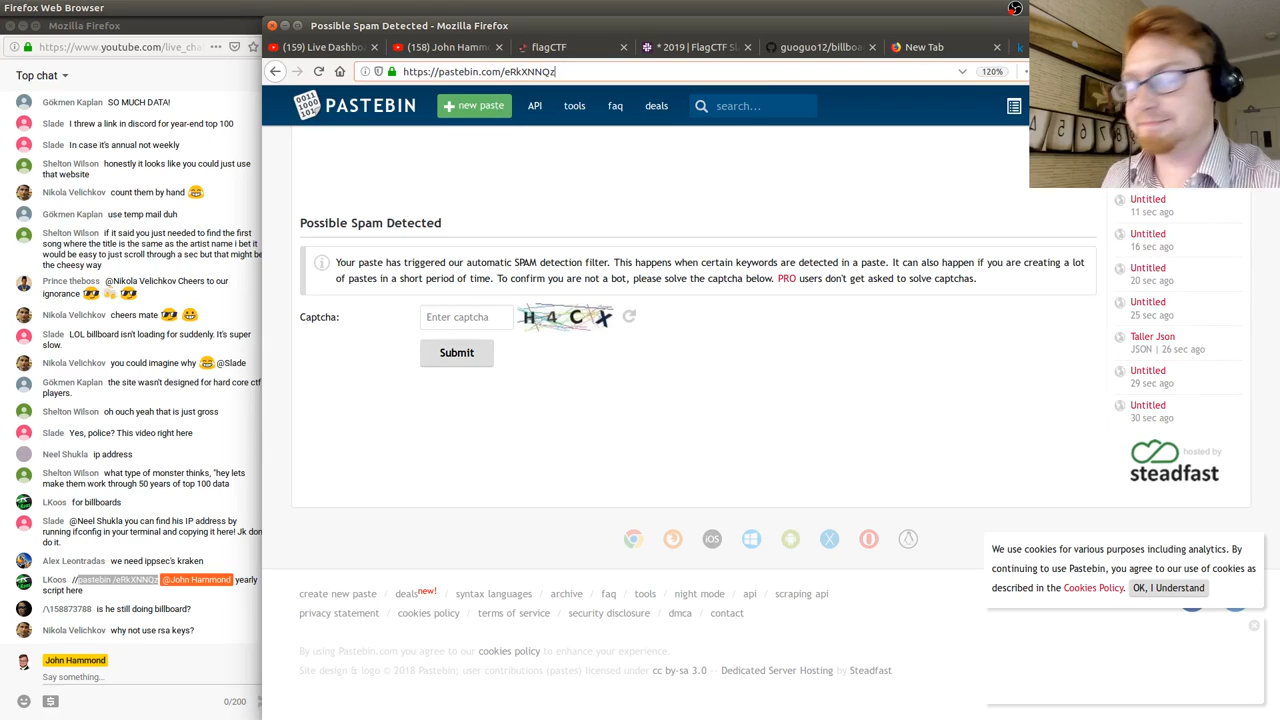 Firefox Web Browser
Mozilla Firefox
https://www.youtube.com/live_chat
Top chat
Gökmen Kaplan SO MUCH DATA!
Slade I threw a link in discord for year-end top 100
Slade In case it's annual not weekly
Shelton Wilson honestly it looks like you could just use
that website
Nikola Velichkov count them by hand 😂
Gökmen Kaplan use temp mail duh
Shelton Wilson if it said you just needed to find the first
song where the title is the same as the artist name i bet it
would be easy to just scroll through a sec but that might be
the cheesy way
Prince theboss @Nikola Velichkov Cheers to our
ignorance
Nikola Velichkov cheers mate
Slade LOL billboard isn't loading for suddenly. It's super
slow.
Nikola Velichkov you could imagine why 😂 @Slade
Gökmen Kaplan the site wasn't designed for hard core ctf
players.
Shelton Wilson oh ouch yeah that is just gross
Slade Yes, police? This video right here
Neel Shukla ip address
Shelton Wilson what type of monster thinks, "hey lets
make them work through 50 years of top 100 data
LKoos for billboards
Slade @Neel Shukla you can find his IP address by
running ifconfig in your terminal and copying it here! Jk don
do it.
Alex Leontradas we need ippsec's kraken
LKoos //pastebin /eRkXNNQz @John Hammond yearly
script here
/\158873788 is he still doing billboard?
Nikola Velichkov why not use rsa keys?
John Hammond
Say something...
0/200
Possible Spam Detected - Mozilla Firefox
(159) Live Dashbo
(158) John Hamm
flagCTF
* 2019 | FlagCTF Sl
guoguo12/billboa
New Tab
https://pastebin.com/eRkXNNQz
120%
PASTEBIN
new paste
API
tools
faq
deals
search...
Possible Spam Detected
Your paste has triggered our automatic SPAM detection filter. This happens when certain keywords are detected in a paste. It can also happen if you are creating a lot
of pastes in a short period of time. To confirm you are not a bot, please solve the captcha below. PRO users don't get asked to solve captchas.
Captcha:
Enter captcha
H 4 C X
Submit
Untitled
11 sec ago
Untitled
16 sec ago
Untitled
20 sec ago
Untitled
25 sec ago
Taller Json
JSON | 26 sec ago
Untitled
29 sec ago
Untitled
30 sec ago
hosted by
steadfast
iOS
create new paste / deals new! / syntax languages / archive / faq / tools / night mode / api / scraping api
privacy statement / cookies policy / terms of service / security disclosure / dmca / contact
By using Pastebin.com you agree to our cookies policy to enhance your experience.
Site design & logo © 2018 Pastebin; user contributions (pastes) licensed under cc by-sa 3.0 -- Dedicated Server Hosting by Steadfast
We use cookies for various purposes including analytics. By
continuing to use Pastebin, you agree to our use of cookies as
described in the Cookies Policy. OK, I Understand